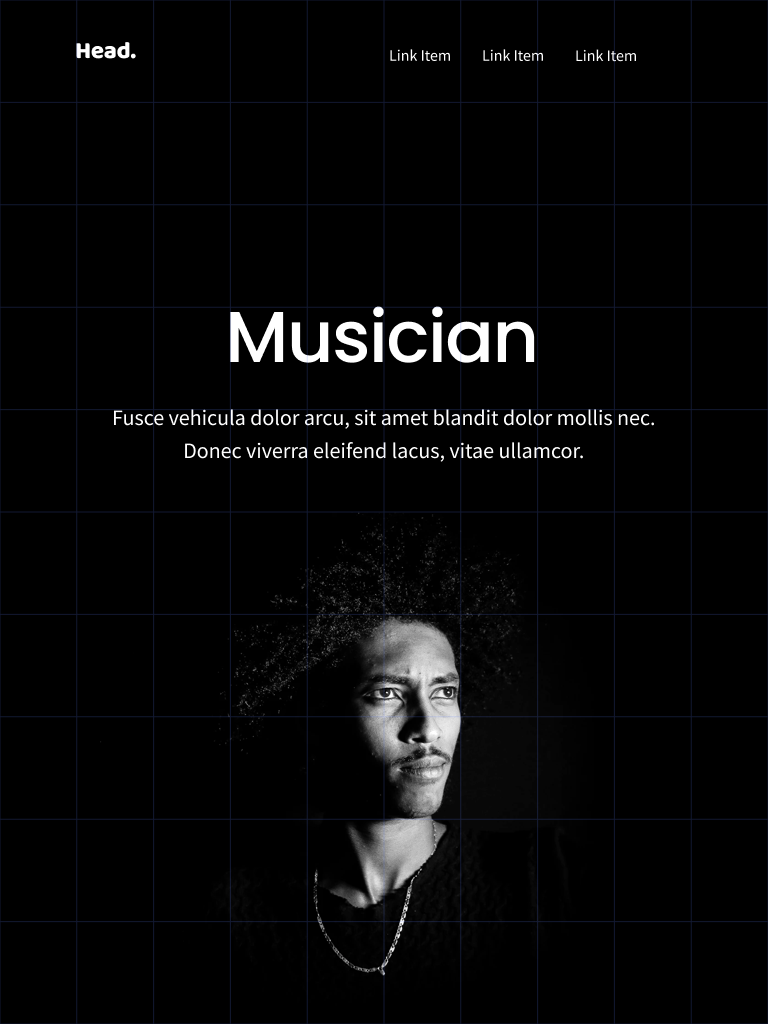 Head.
Link Item Link Item Link Item
Musician
Fusce vehicula dolor arcu, sit amet blandit dolor mollis nec.
Donec viverra eleifend lacus, vitae ullamcor.